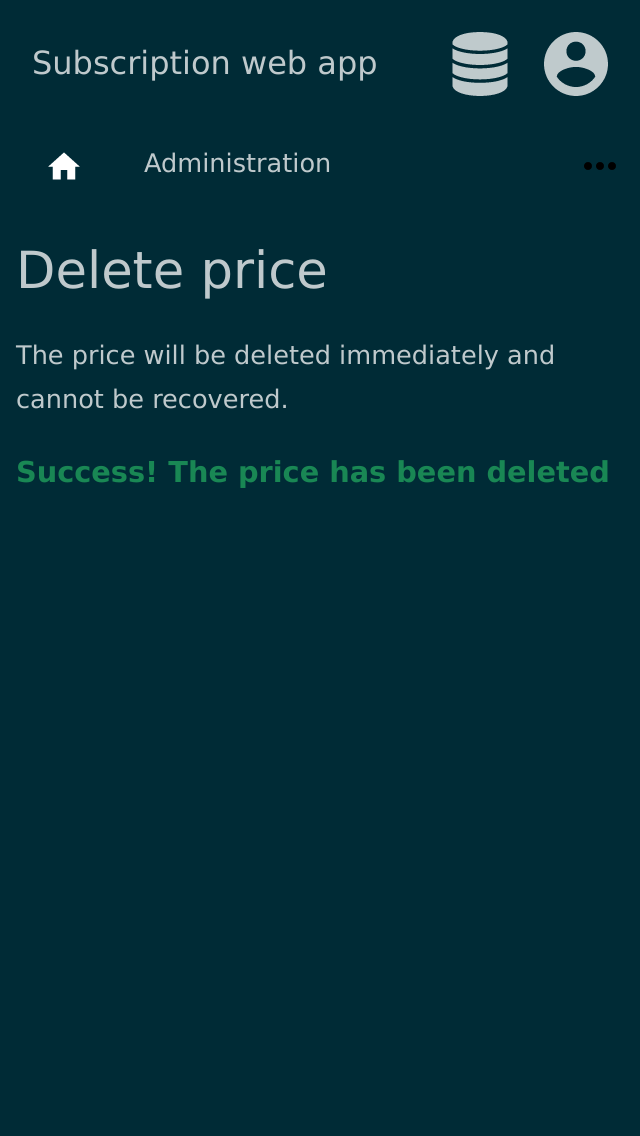 Subscription web app
Administration
Delete price
The price will be deleted immediately and
cannot be recovered.
Success! The price has been deleted